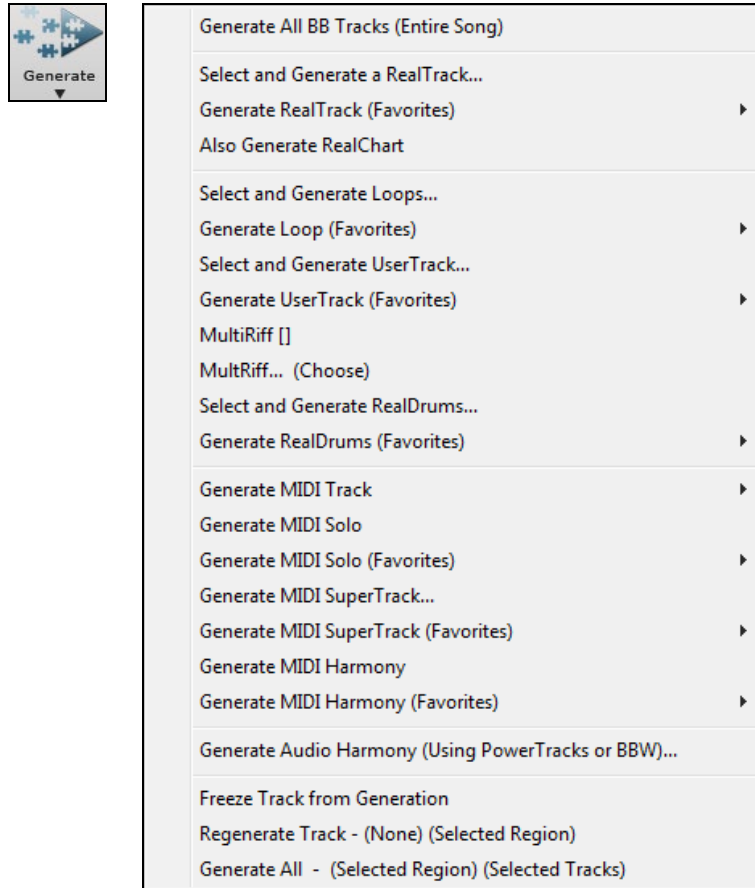 Generate
Generate All BB Tracks (Entire Song)
Select and Generate a RealTrack...
Generate RealTrack (Favorites)
Also Generate RealChart
Select and Generate Loops...
Generate Loop (Favorites)
Select and Generate UserTrack...
Generate UserTrack (Favorites)
MultiRiff []
MultRiff... (Choose)
Select and Generate RealDrums...
Generate RealDrums (Favorites)
Generate MIDI Track
Generate MIDI Solo
Generate MIDI Solo (Favorites)
Generate MIDI SuperTrack...
Generate MIDI SuperTrack (Favorites)
Generate MIDI Harmony
Generate MIDI Harmony (Favorites)
Generate Audio Harmony (Using PowerTracks or BBW)...
Freeze Track from Generation
Regenerate Track - (None) (Selected Region)
Generate All - (Selected Region) (Selected Tracks)